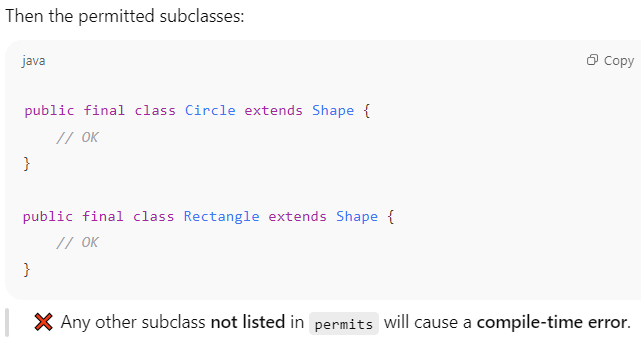 Then the permitted subclasses:
java Copy
public final class Circle extends Shape {
    // OK
}
public final class Rectangle extends Shape {
    // OK
}
❌ Any other subclass not listed in permits will cause a compile-time error.